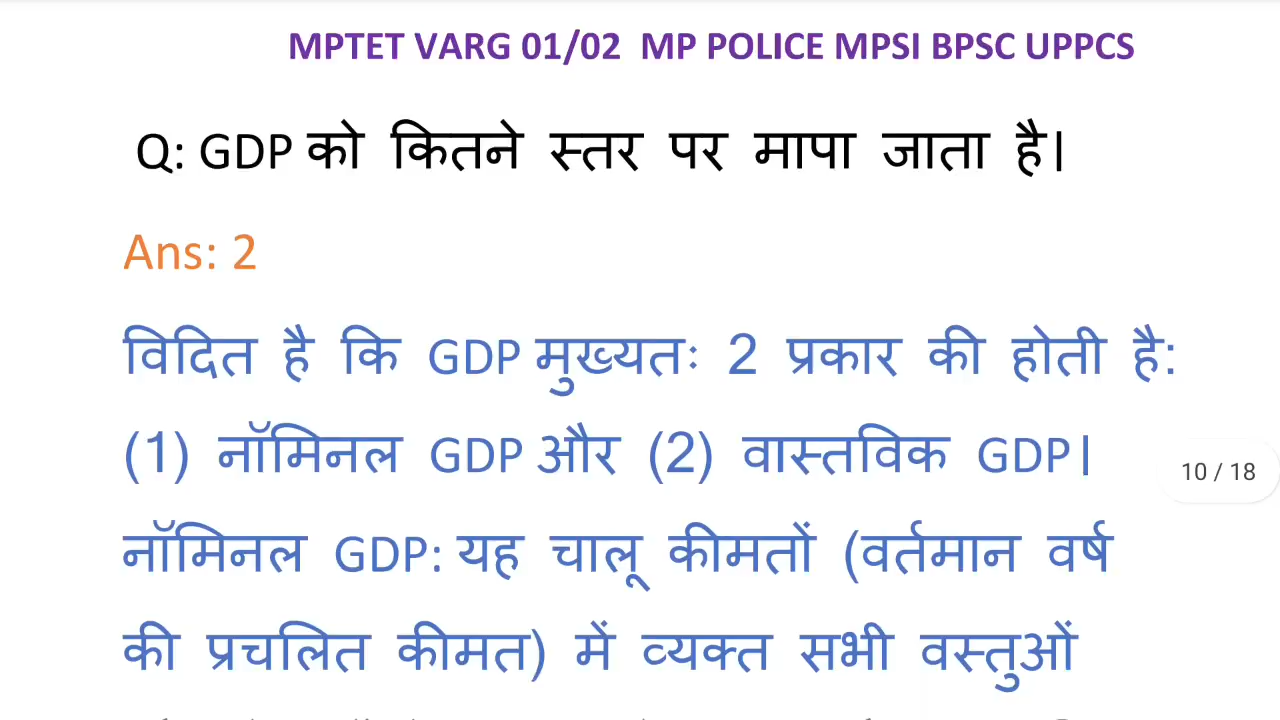 MPTET VARG 01/02 MP POLICE MPSI BPSC UPPCS
Q: GDP को कितने स्तर पर मापा जाता है।
Ans: 2
विदित है कि GDP मुख्यतः 2 प्रकार की होती है:
(1) नॉमिनल GDP और (2) वास्तविक GDP।
10 / 18
नॉमिनल GDP: यह चालू कीमतों (वर्तमान वर्ष
की प्रचलित कीमत) में व्यक्त सभी वस्तुओं